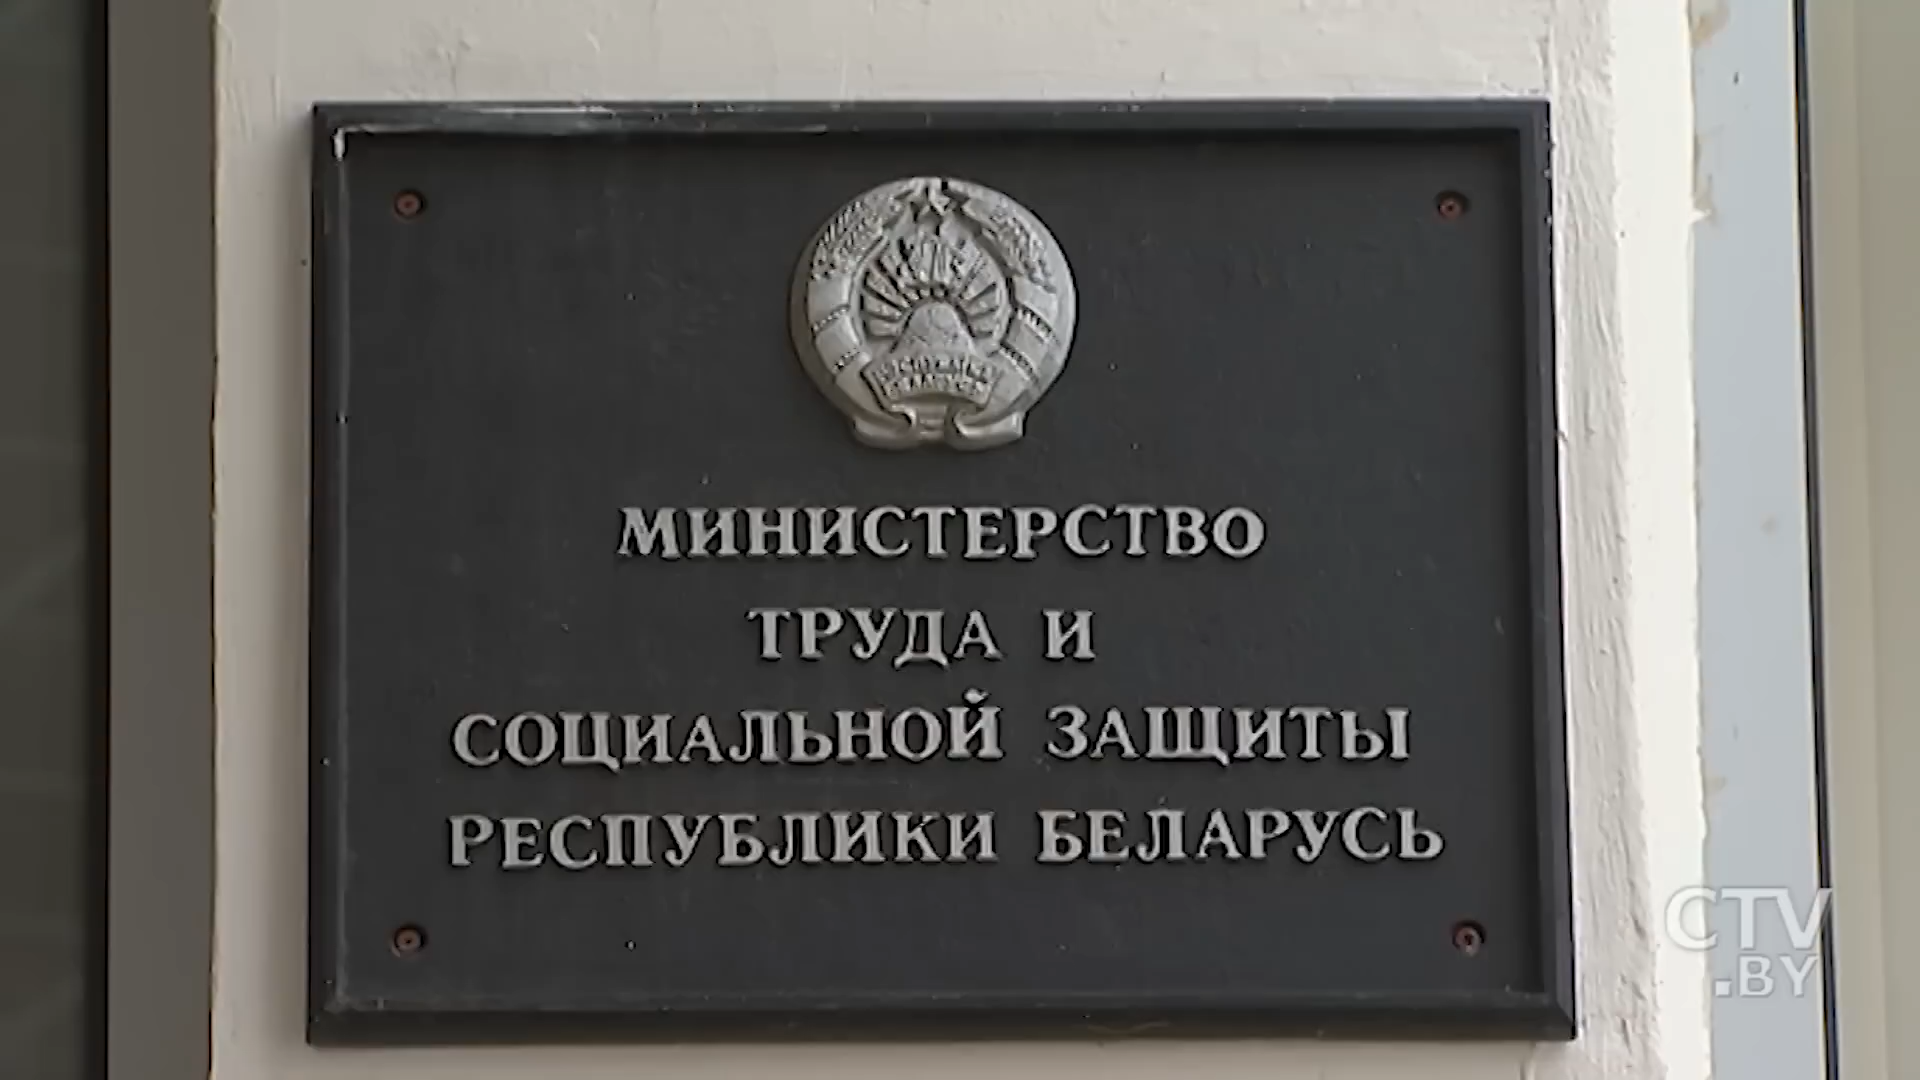 МИНИСТЕРСТВО
ТРУДА И
СОЦИАЛЬНОЙ ЗАЩИТЫ
РЕСПУБЛИКИ БЕЛАРУСЬ
CTV
.BY